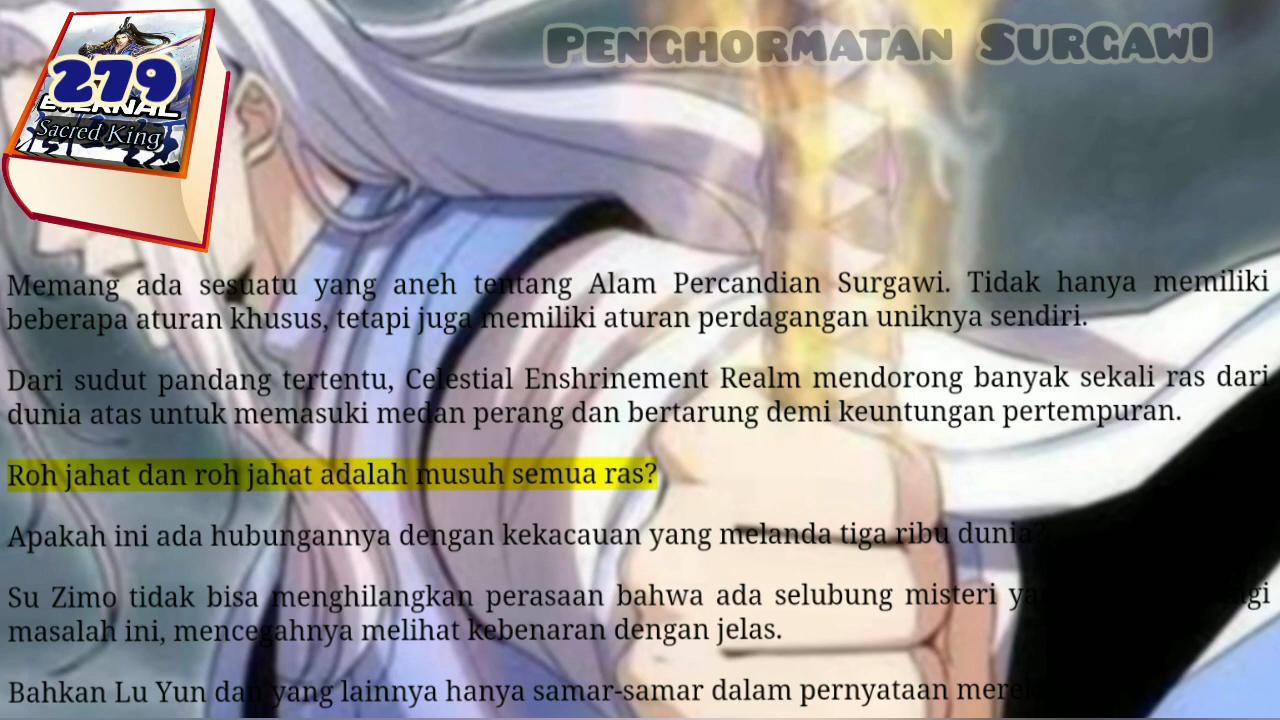 Penghormatan Surgawi
279
ETERNAL
Sacred King
Memang ada sesuatu yang aneh tentang Alam Percandian Surgawi. Tidak hanya memiliki
beberapa aturan khusus, tetapi juga memiliki aturan perdagangan uniknya sendiri.
Dari sudut pandang tertentu, Celestial Enshrinement Realm mendorong banyak sekali ras dari
dunia atas untuk memasuki medan perang dan bertarung demi keuntungan pertempuran.
Roh jahat dan roh jahat adalah musuh semua ras?
Apakah ini ada hubungannya dengan kekacauan yang melanda tiga ribu dunia?
Su Zimo tidak bisa menghilangkan perasaan bahwa ada selubung misteri
masalah ini, mencegahnya melihat kebenaran dengan jelas.
Bahkan Lu Yun dan yang lainnya hanya samar-samar dalam pernyataan